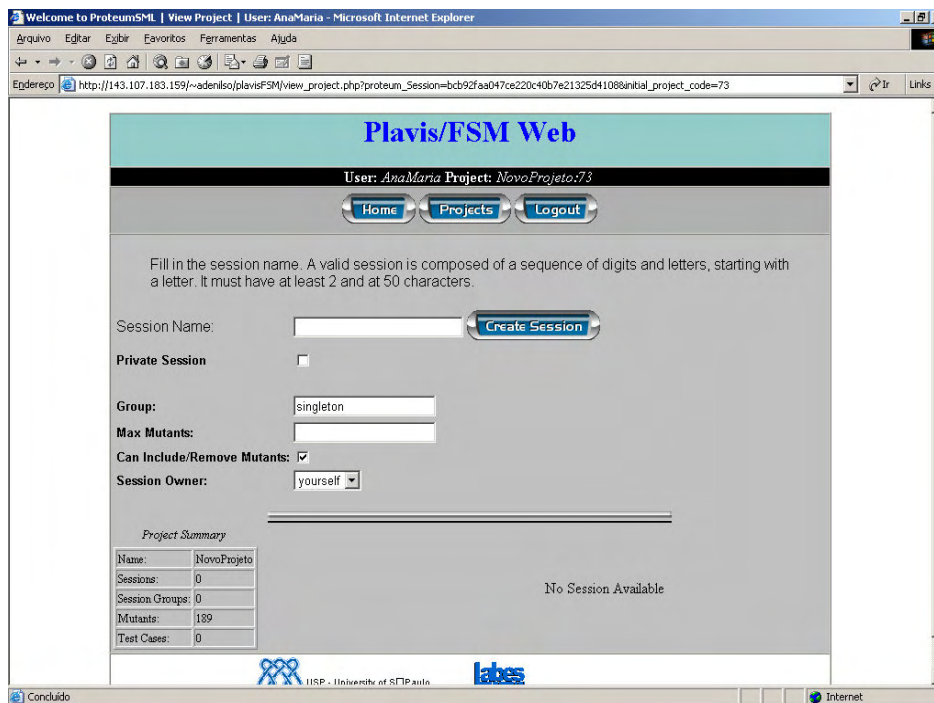 Welcome to ProteumSML | View Project | User: AnaMaria - Microsoft Internet Explorer
Arquivo Editar Exibir Favoritos Ferramentas Ajuda
Endereço http://143.107.183.159/~adenilso/plavisFSM/view_project.php?proteum_Session=bcb92faa047ce220c40b7e21325d4108&initial_project_code=73 Ir Links
Plavis/FSM Web
User: AnaMaria Project: NovoProjeto:73
Home Projects Logout
Fill in the session name. A valid session is composed of a sequence of digits and letters, starting with
a letter. It must have at least 2 and at 50 characters.
Session Name: Create Session
Private Session
Group: singleton
Max Mutants:
Can Include/Remove Mutants:
Session Owner: yourself
Project Summary
Name: NovoProjeto
Sessions: 0
Session Groups: 0
Mutants: 189
Test Cases: 0
No Session Available
USP - University of S□Paulo
labes
Concluído Internet